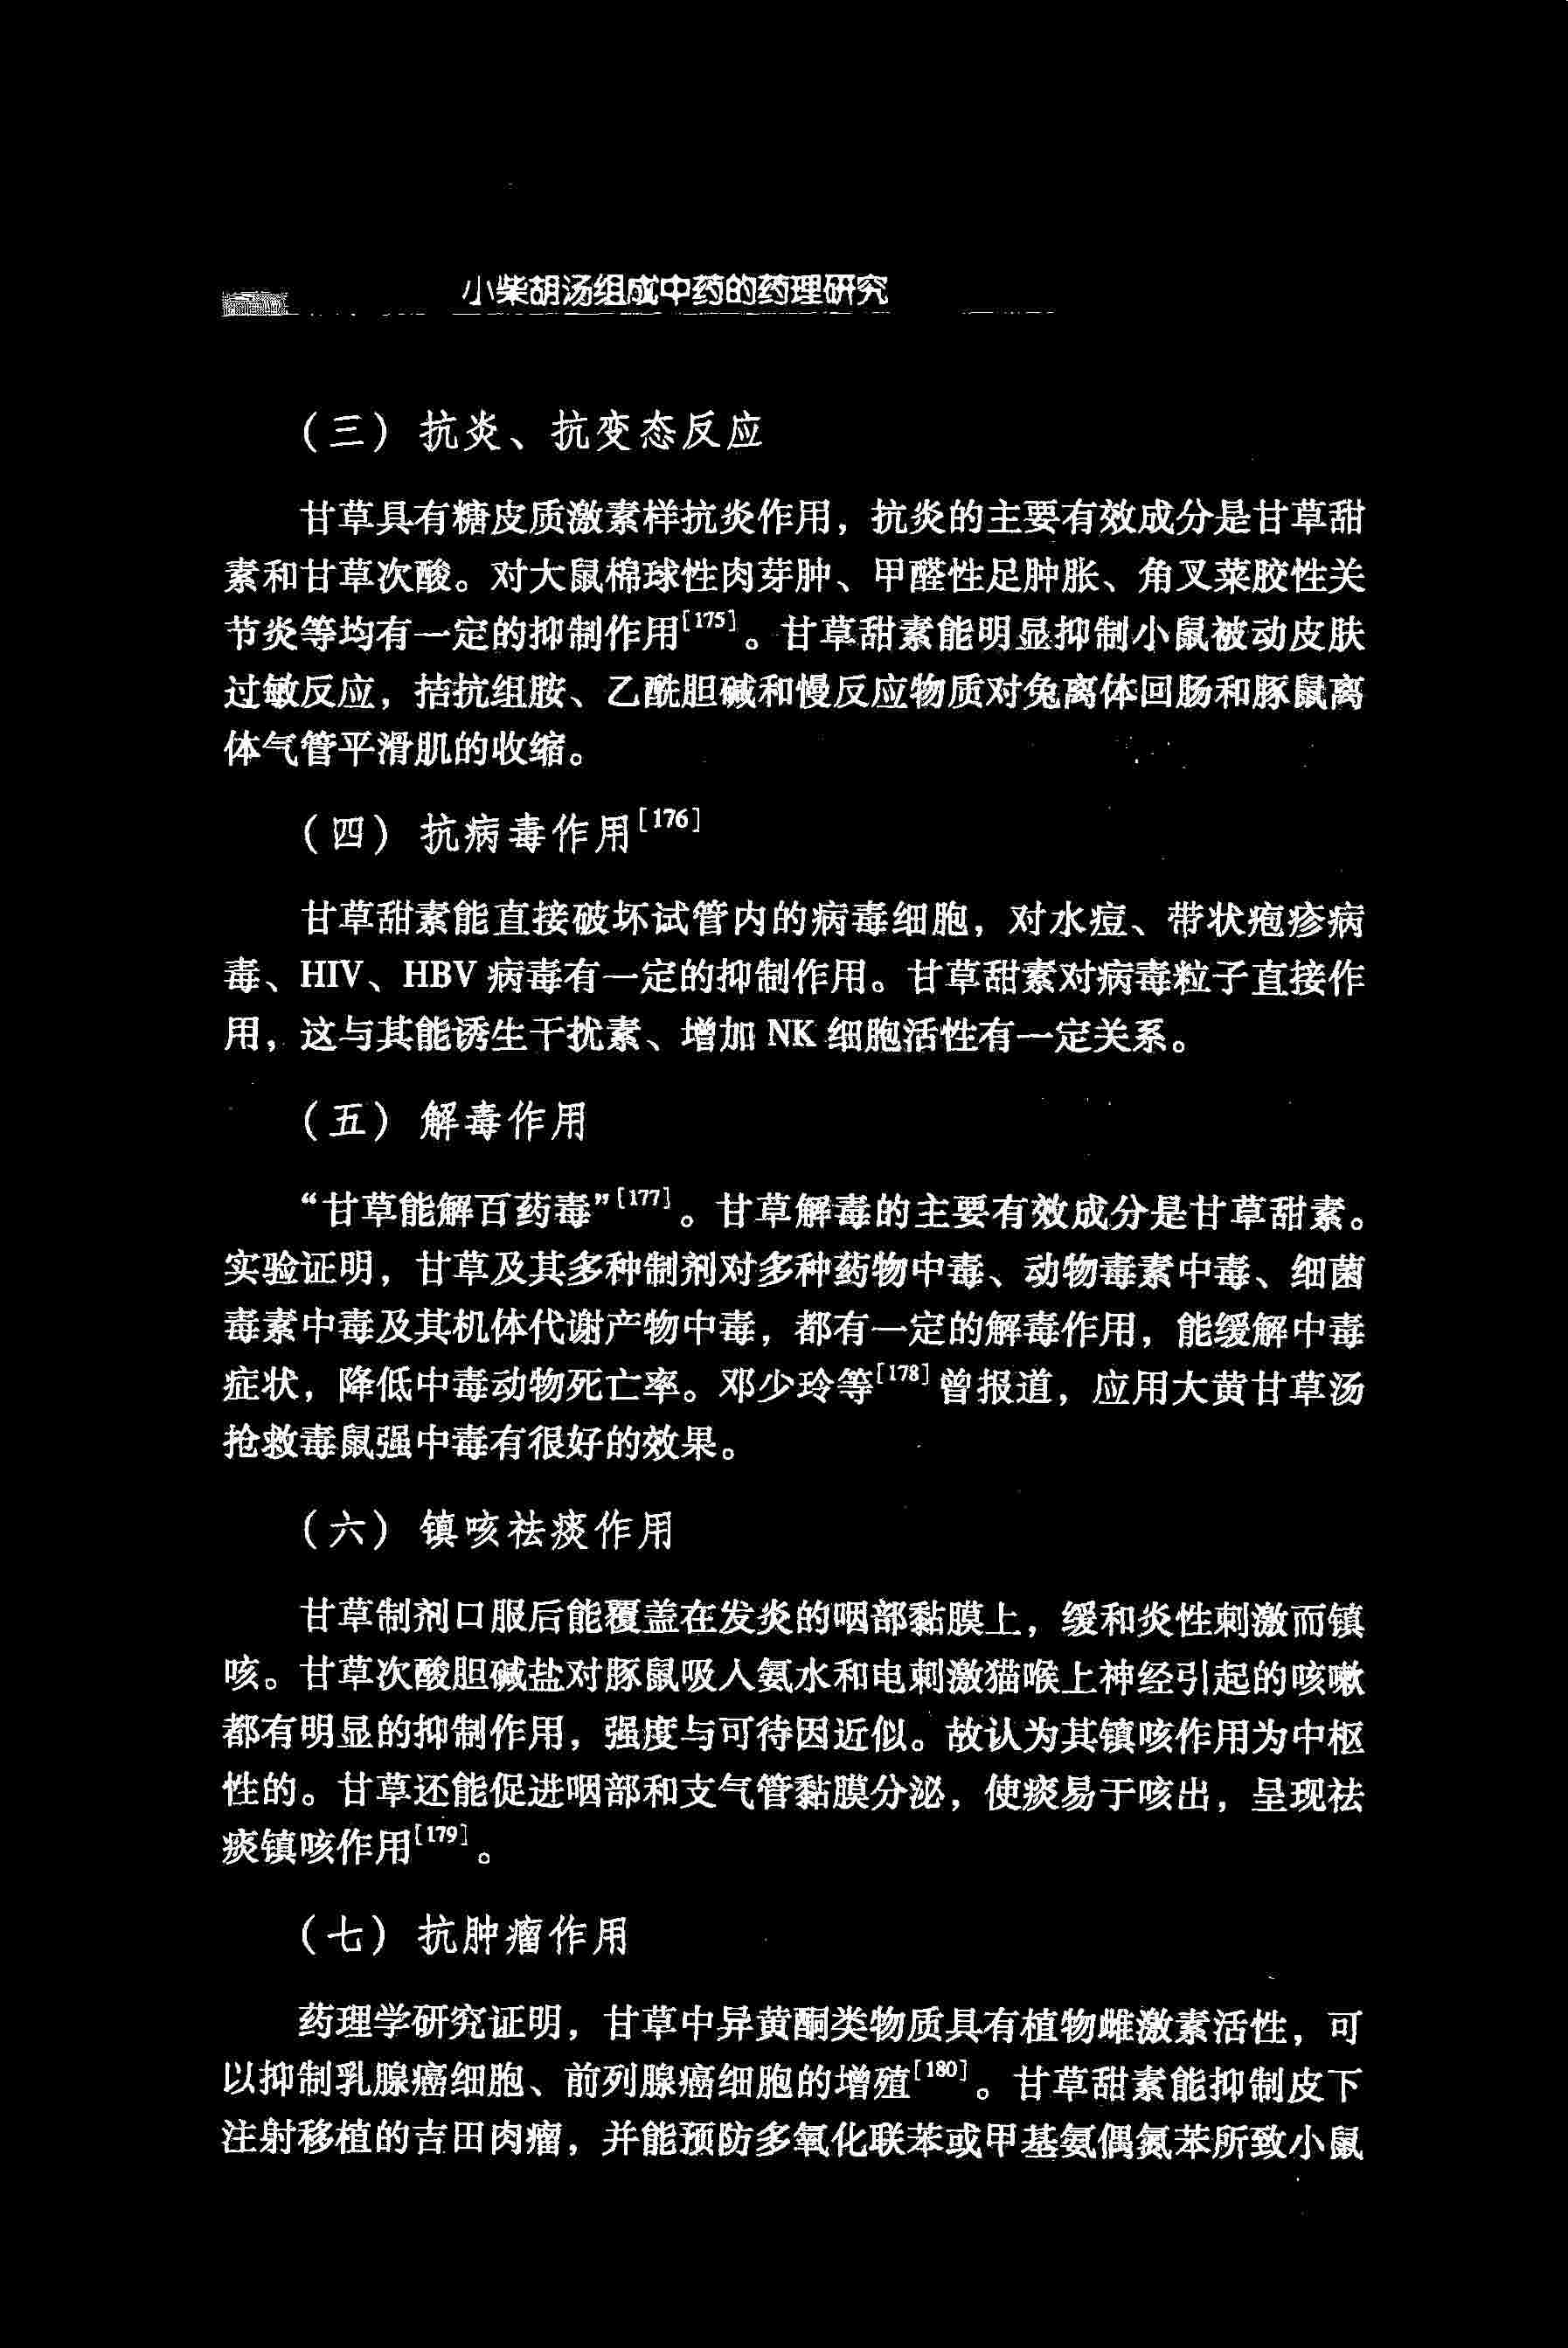 小柴胡汤组成中药的药理研究
（三） 抗炎、抗变态反应
甘草具有糖皮质激素样抗炎作用，抗炎的主要有效成分是甘草甜
素和甘草次酸。对大鼠棉球性肉芽肿、甲醛性足肿胀、角叉菜胶性关
节炎等均有一定的抑制作用[175]。甘草甜素能明显抑制小鼠被动皮肤
过敏反应，拮抗组胺、乙酰胆碱和慢反应物质对兔离体回肠和豚鼠离
体气管平滑肌的收缩。
（四） 抗病毒作用[176]
甘草甜素能直接破坏试管内的病毒细胞，对水痘、带状疱疹病
毒、HIV、HBV 病毒有一定的抑制作用。甘草甜素对病毒粒子直接作
用，这与其能诱生干扰素、增加 NK 细胞活性有一定关系。
（五） 解毒作用
“甘草能解百药毒”[177]。甘草解毒的主要有效成分是甘草甜素。
实验证明，甘草及其多种制剂对多种药物中毒、动物毒素中毒、细菌
毒素中毒及其机体代谢产物中毒，都有一定的解毒作用，能缓解中毒
症状，降低中毒动物死亡率。邓少玲等[178]曾报道，应用大黄甘草汤
抢救毒鼠强中毒有很好的效果。
（六） 镇咳祛痰作用
甘草制剂口服后能覆盖在发炎的咽部黏膜上，缓和炎性刺激而镇
咳。甘草次酸胆碱盐对豚鼠吸入氨水和电刺激猫喉上神经引起的咳嗽
都有明显的抑制作用，强度与可待因近似。故认为其镇咳作用为中枢
性的。甘草还能促进咽部和支气管黏膜分泌，使痰易于咳出，呈现祛
痰镇咳作用[179]。
（七） 抗肿瘤作用
药理学研究证明，甘草中异黄酮类物质具有植物雌激素活性，可
以抑制乳腺癌细胞、前列腺癌细胞的增殖[180]。甘草甜素能抑制皮下
注射移植的吉田肉瘤，并能预防多氧化联苯或甲基氨偶氮苯所致小鼠